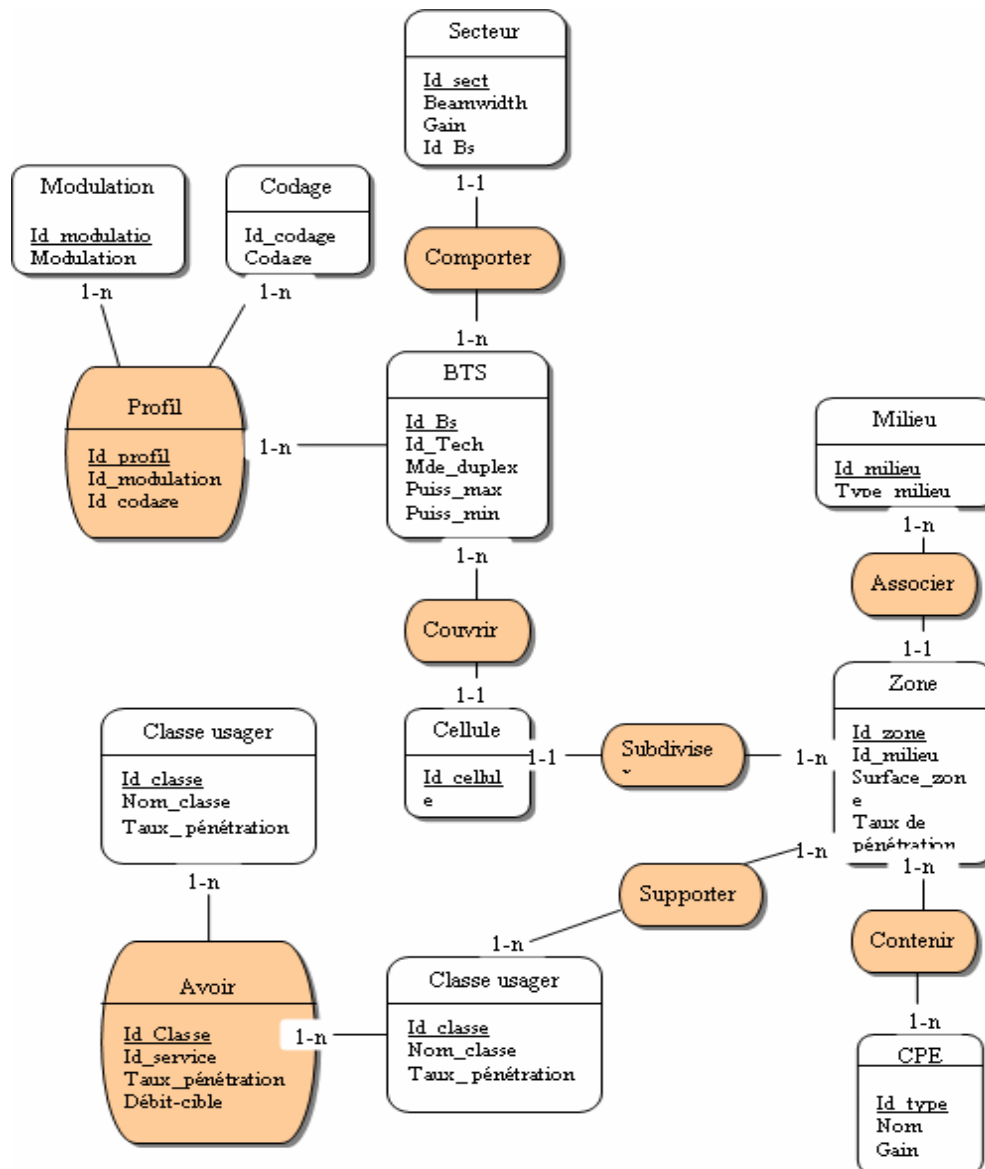 Secteur
Id_sect
Beamwidth
Gain
Id_Bs
1-1
Comporter
1-n
Modulation
Id_modulatio
Modulation
1-n
Codage
Id_codage
Codage
1-n
Profil
Id_profil
Id_modulation
Id_codage
1-n
BTS
Id_Bs
Id_Tech
Mde_duplex
Puiss_max
Puiss_min
1-n
Couvrir
1-1
Cellule
Id_cellul
e
1-1
Subdivise
1-n
Milieu
Id_milieu
Type_milieu
1-n
Associer
1-1
Zone
Id_zone
Id_milieu
Surface_zon
e
Taux de
pénétration
1-n
1-n
Supporter
1-n
Contenir
1-n
CPE
Id_type
Nom
Gain
Classe usager
Id_classe
Nom_classe
Taux_pénétration
1-n
Avoir
Id_Classe
Id_service
Taux_pénétration
Débit-cible
1-n
Classe usager
Id_classe
Nom_classe
Taux_pénétration